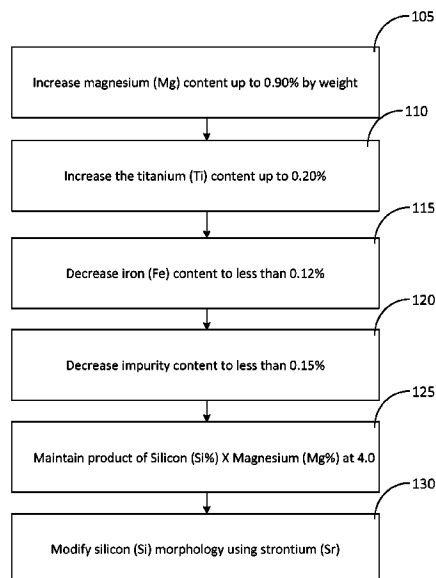 105
Increase magnesium (Mg) content up to 0.90% by weight
110
Increase the titanium (Ti) content up to 0.20%
115
Decrease iron (Fe) content to less than 0.12%
120
Decrease impurity content to less than 0.15%
125
Maintain product of Silicon (Si%) X Magnesium (Mg%) at 4.0
130
Modify silicon (Si) morphology using strontium (Sr)